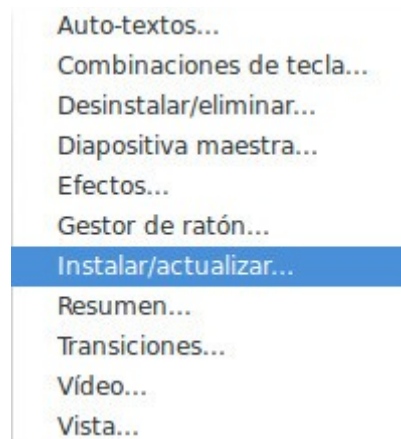 Auto-textos...
Combinaciones de tecla...
Desinstalar/eliminar...
Diapositiva maestra...
Efectos...
Gestor de ratón...
Instalar/actualizar...
Resumen...
Transiciones...
Vídeo...
Vista...